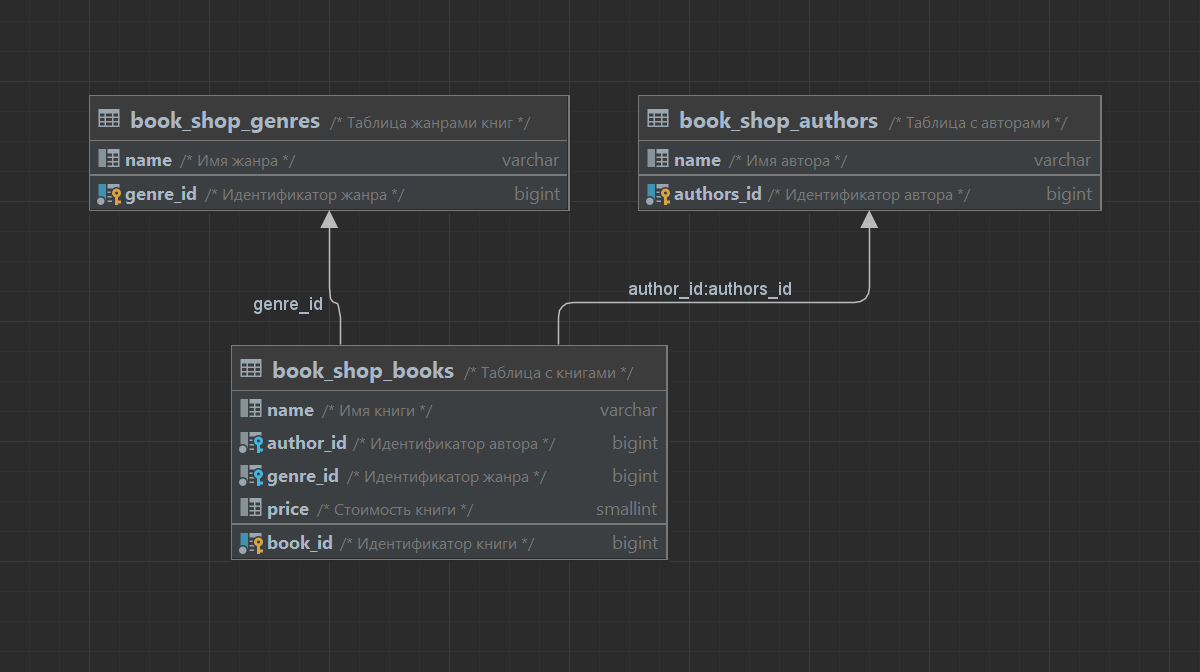 book_shop_genres /* Таблица жанрами книг */
name /* Имя жанра */ varchar
genre_id /* Идентификатор жанра */ bigint
book_shop_authors /* Таблица с авторами */
name /* Имя автора */ varchar
authors_id /* Идентификатор автора */ bigint
genre_id
author_id:authors_id
book_shop_books /* Таблица с книгами */
name /* Имя книги */ varchar
author_id /* Идентификатор автора */ bigint
genre_id /* Идентификатор жанра */ bigint
price /* Стоимость книги */ smallint
book_id /* Идентификатор книги */ bigint